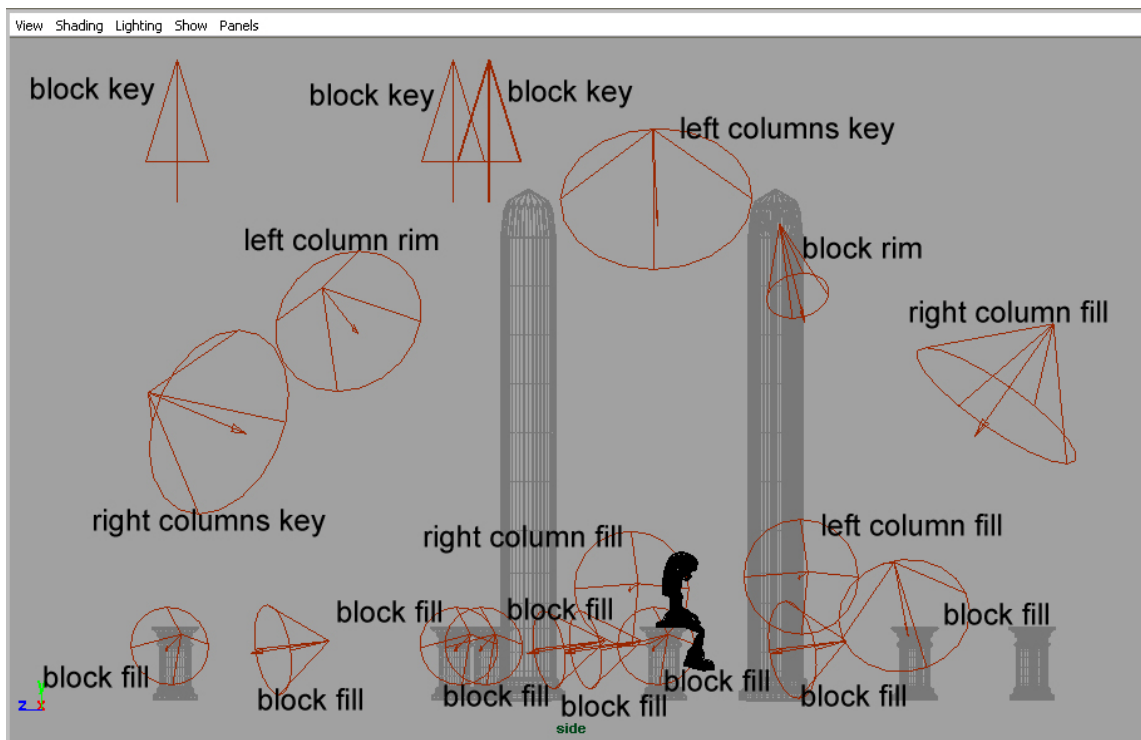 View Shading Lighting Show Panels
block key
block key
block key
left columns key
left column rim
block rim
right column fill
right columns key
right column fill
left column fill
block fill
block fill
block fill
block fill
block fill
block fill
block fill
block fill
block fill
y
z x
side